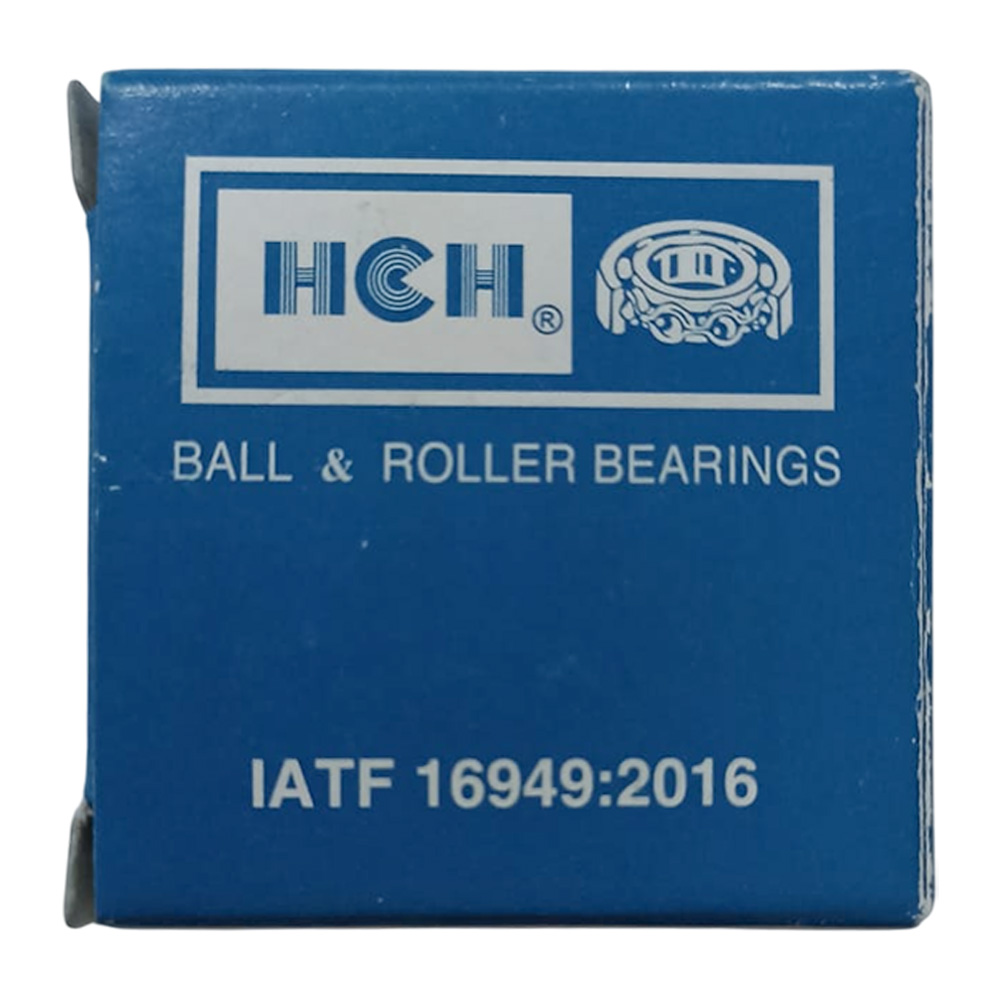 HCH®
BALL & ROLLER BEARINGS
IATF 16949:2016